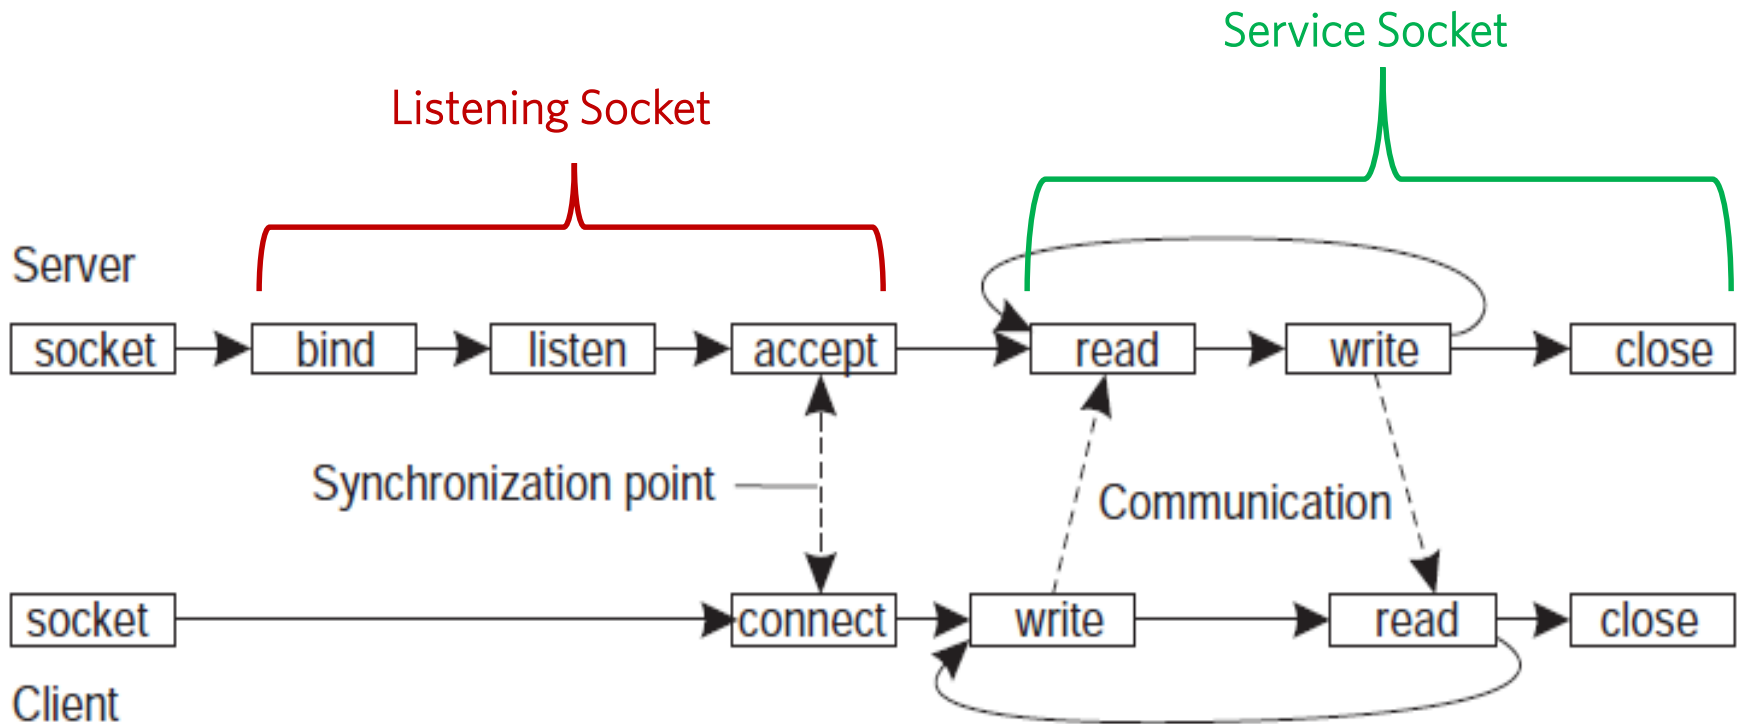 Service Socket
Listening Socket
Server
socket
bind
listen
accept
read
write
close
Synchronization point
Communication
socket
connect
write
read
close
Client